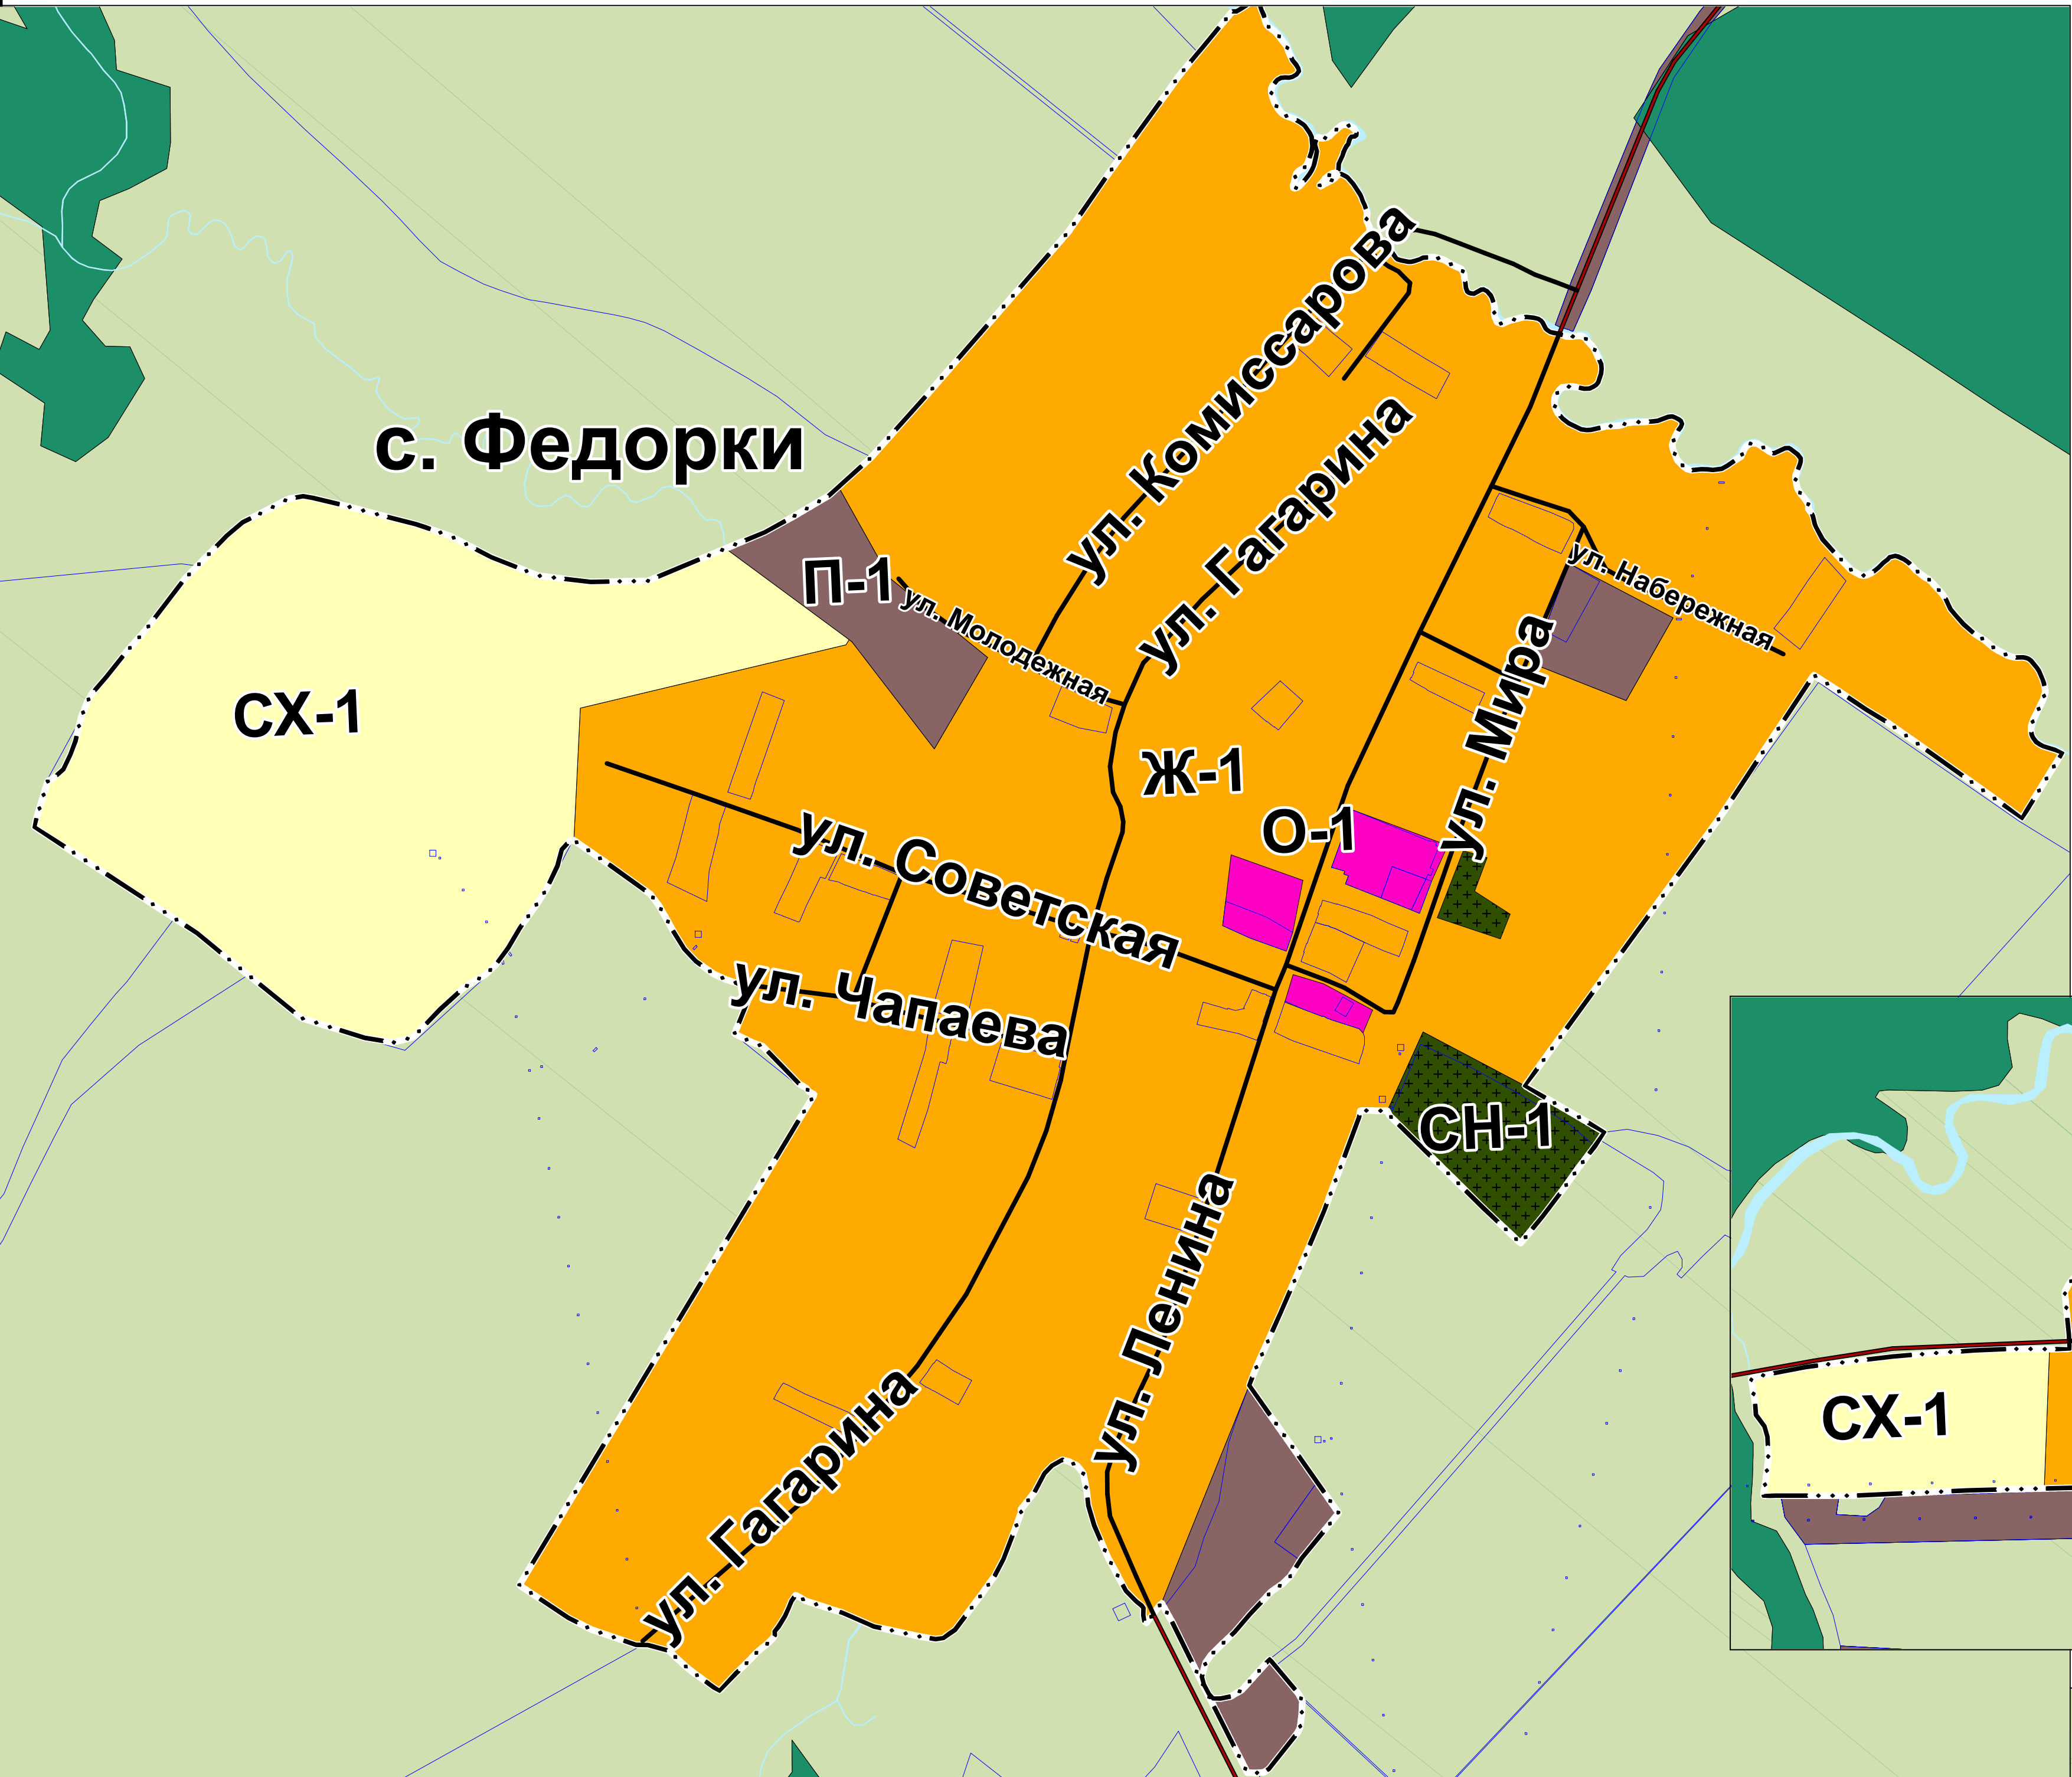 ул. Комиссарова
с. Федорки
ул. Гагарина
П-1
ул. Молодежная
ул. Набережная
СХ-1
ул. Мира
Ж-1
О-1
ул. Советская
ул. Чапаева
СН-1
ул. Ленина
СХ-1
ул. Гагарина